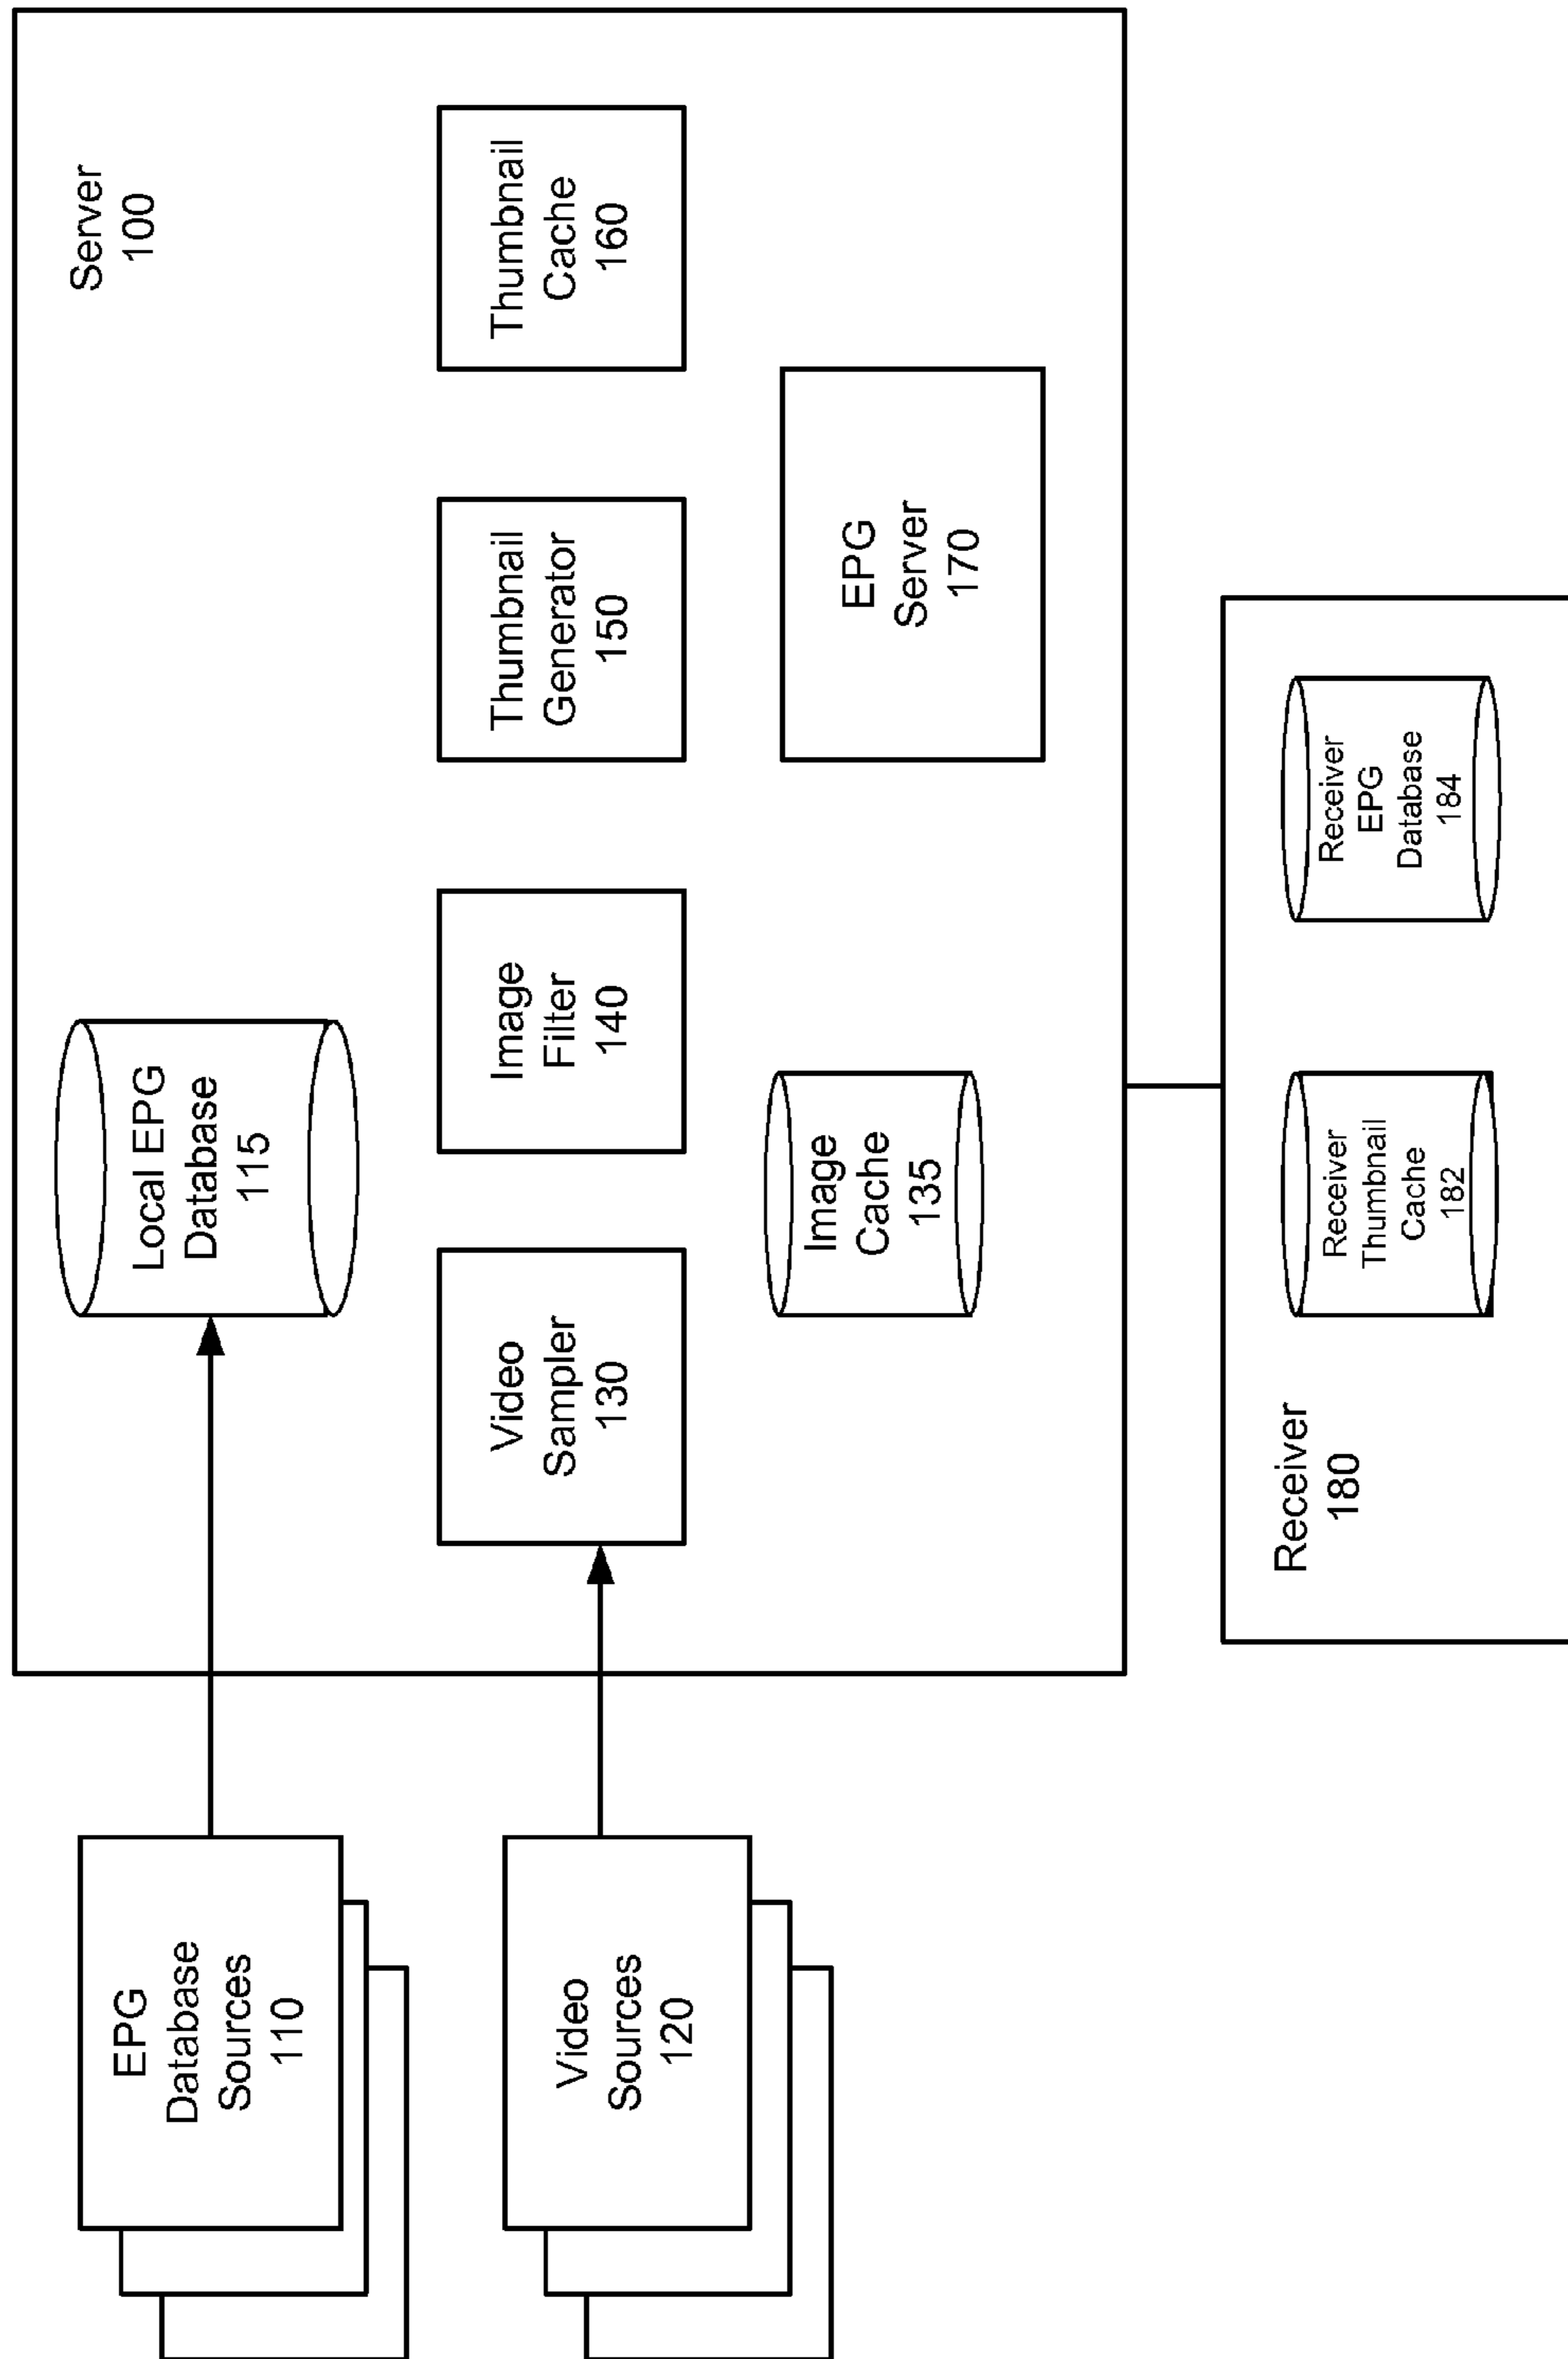 EPG
Database
Sources
110
Video
Sources
120
Server
100
Local EPG
Database
115
Video
Sampler
130
Image
Filter
140
Thumbnail
Generator
150
Thumbnail
Cache
160
Image
Cache
135
EPG
Server
170
Receiver
180
Receiver
Thumbnail
Cache
182
Receiver
EPG
Database
184